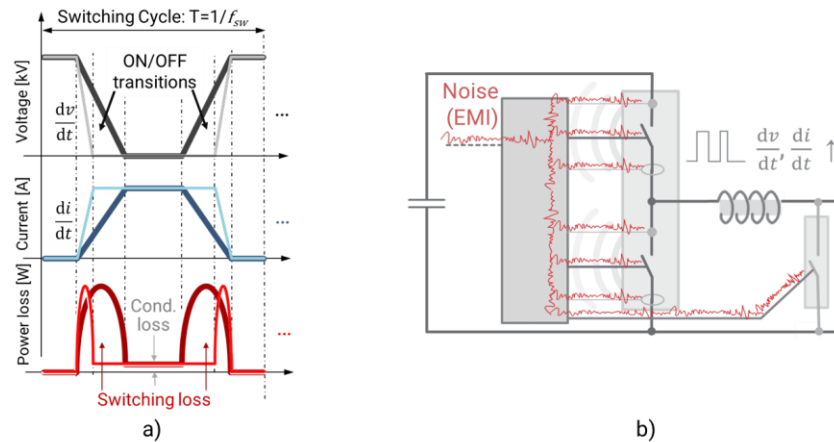 Switching Cycle: T=1/f_sw
Voltage [kV]
ON/OFF
transitions
dv
dt
...
Current [A]
di
dt
...
Power loss [W]
Cond.
loss
...
Switching loss
a)
Noise
(EMI)
dv/dt, di/dt ↑
b)